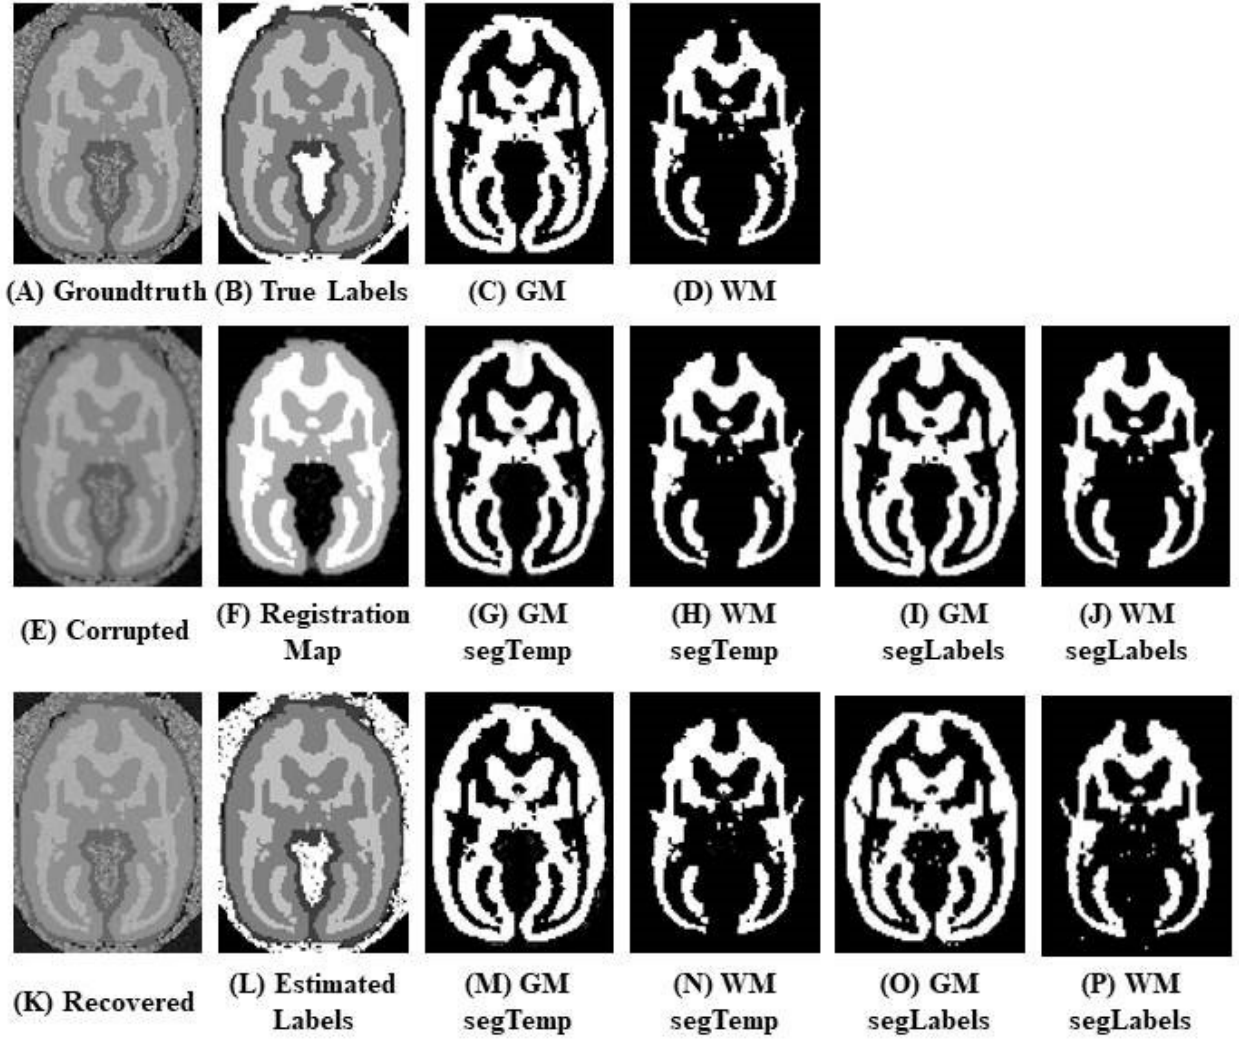 (A) Groundtruth (B) True Labels (C) GM (D) WM
(E) Corrupted
(F) Registration
Map
(G) GM
segTemp
(H) WM
segTemp
(I) GM
segLabels
(J) WM
segLabels
(K) Recovered
(L) Estimated
Labels
(M) GM
segTemp
(N) WM
segTemp
(O) GM
segLabels
(P) WM
segLabels